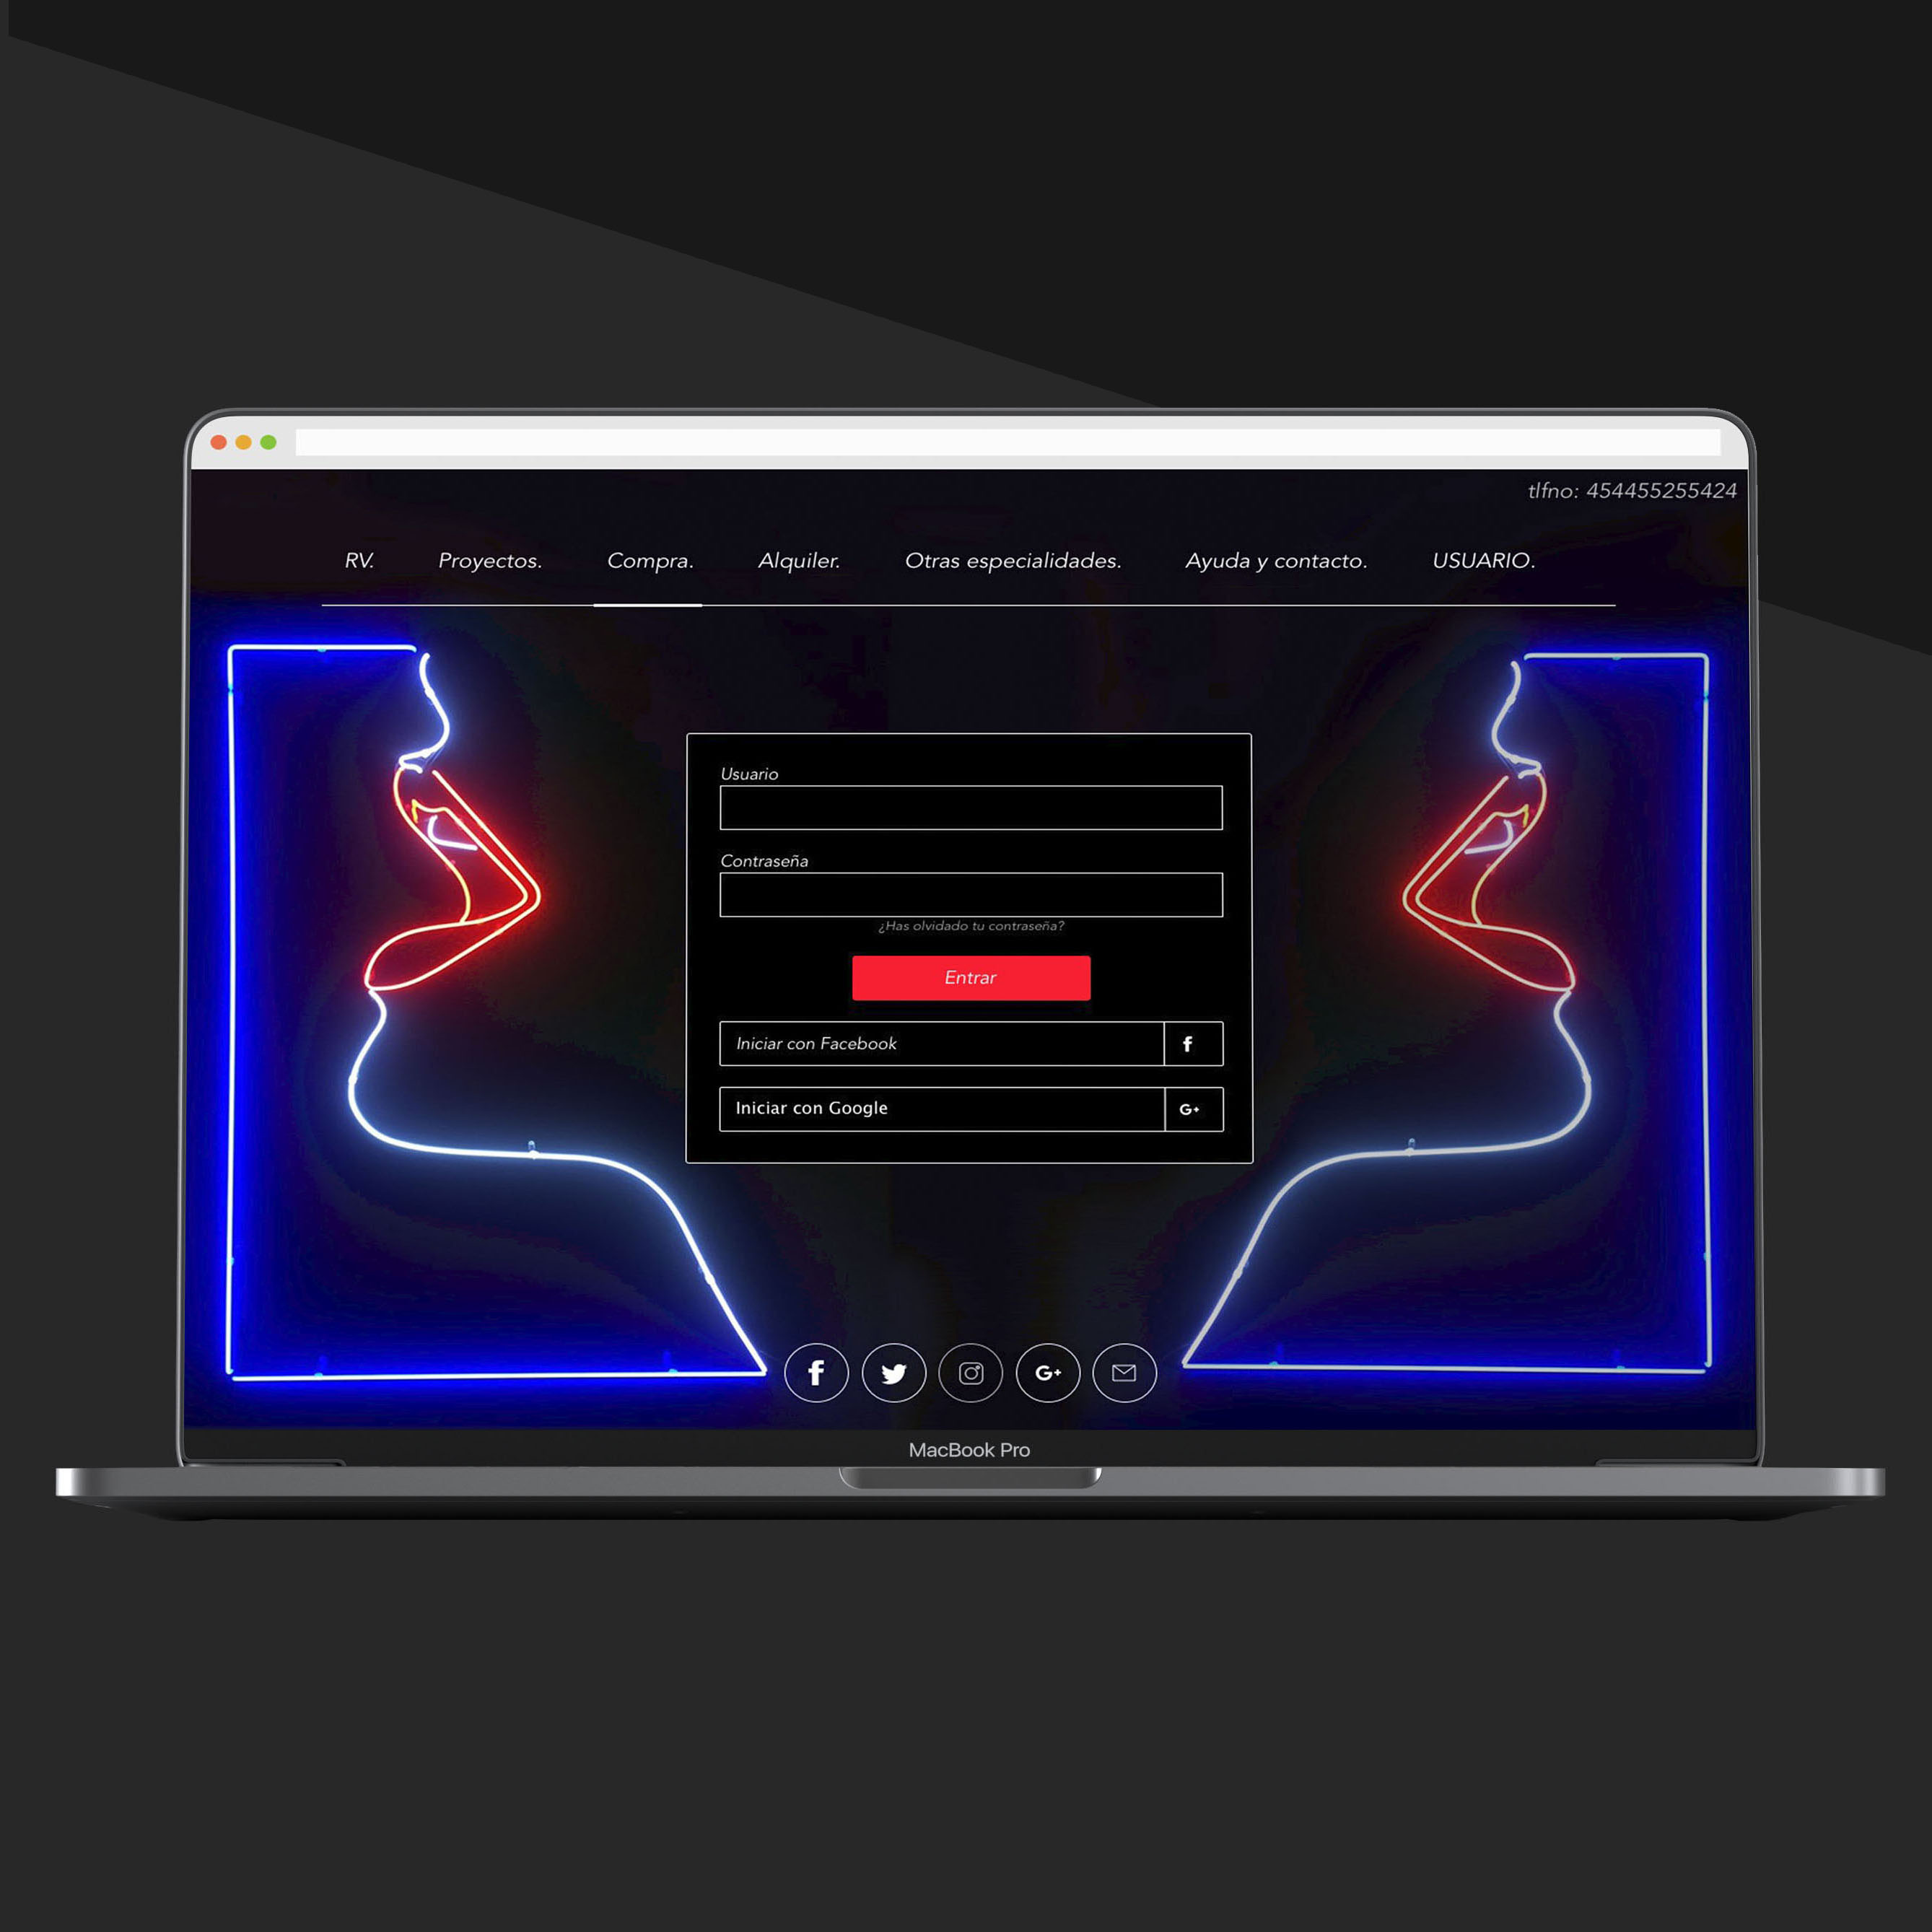 tlfno: 454455255424
RV. Proyectos. Compra. Alquiler. Otras especialidades. Ayuda y contacto. USUARIO.
Usuario
Contraseña
¿Has olvidado tu contraseña?
Entrar
Iniciar con Facebook f
Iniciar con Google G+
f G+
MacBook Pro